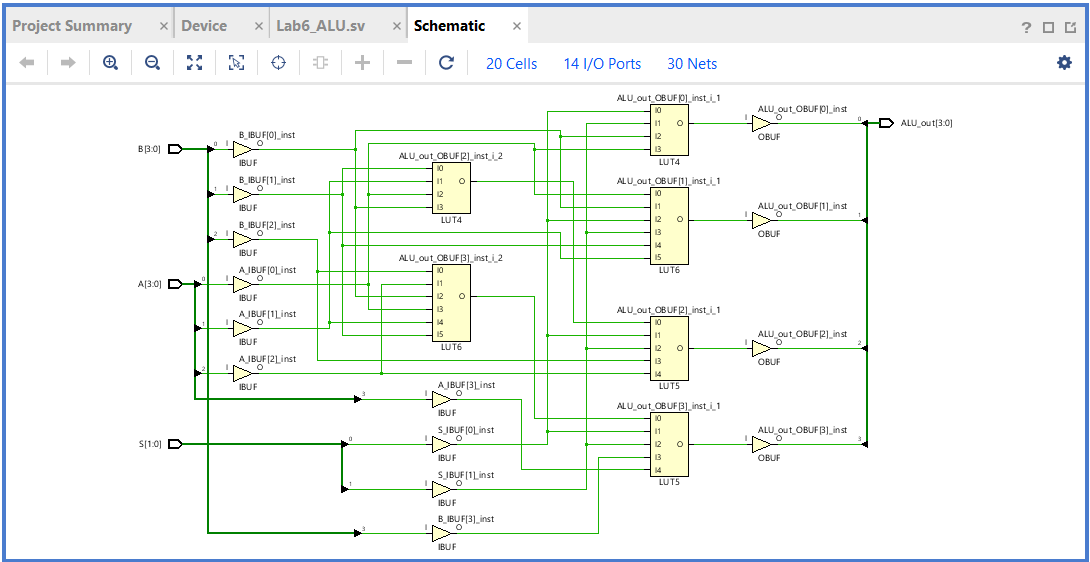 Project Summary × Device × Lab6_ALU.sv × Schematic × ?
20 Cells 14 I/O Ports 30 Nets
B[3:0]
0 I B_IBUF[0]_inst O
IBUF
1 I B_IBUF[1]_inst O
IBUF
2 I B_IBUF[2]_inst O
IBUF
A[3:0]
0 I A_IBUF[0]_inst O
IBUF
1 I A_IBUF[1]_inst O
IBUF
2 I A_IBUF[2]_inst O
IBUF
S[1:0]
ALU_out_OBUF[2]_inst_i_2
I0
I1 O
I2
I3
LUT4
ALU_out_OBUF[3]_inst_i_2
I0
I1
I2 O
I3
I4
I5
LUT6
3 I A_IBUF[3]_inst O
IBUF
0 I S_IBUF[0]_inst O
IBUF
1 I S_IBUF[1]_inst O
IBUF
3 I B_IBUF[3]_inst O
IBUF
ALU_out_OBUF[0]_inst_i_1
I0
I1 O
I2
I3
LUT4
ALU_out_OBUF[1]_inst_i_1
I0
I1
I2 O
I3
I4
I5
LUT6
ALU_out_OBUF[2]_inst_i_1
I0
I1
I2 O
I3
I4
LUT5
ALU_out_OBUF[3]_inst_i_1
I0
I1
I2 O
I3
I4
LUT5
ALU_out_OBUF[0]_inst
I O 0
OBUF
ALU_out_OBUF[1]_inst
I O 1
OBUF
ALU_out_OBUF[2]_inst
I O 2
OBUF
ALU_out_OBUF[3]_inst
I O 3
OBUF
ALU_out[3:0]